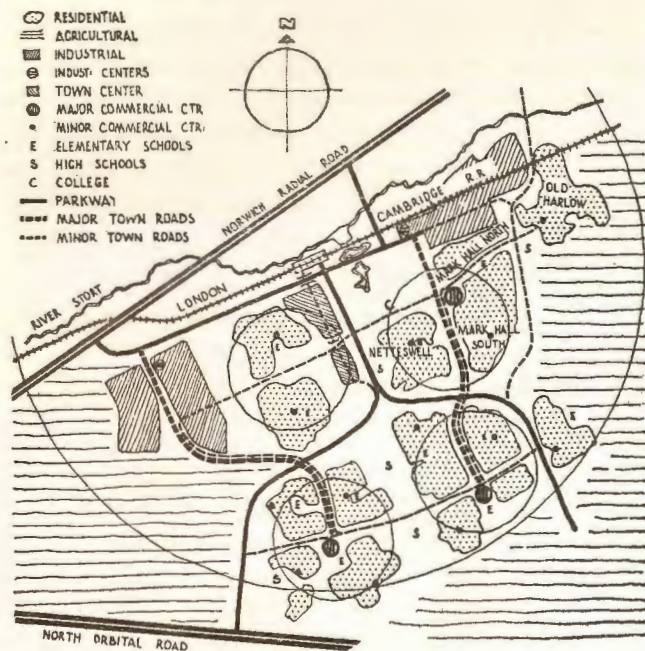 RESIDENTIAL
AGRICULTURAL
INDUSTRIAL
INDUST: CENTERS
TOWN CENTER
MAJOR COMMERCIAL CTR
MINOR COMMERCIAL CTR:
E ELEMENTARY SCHOOLS
S HIGH SCHOOLS
C COLLEGE
PARKWAY
MAJOR TOWN ROADS
MINOR TOWN ROADS
N
NORWICH RADIAL ROAD
CAMBRIDGE R.R.
LONDON
RIVER STORT
OLD HARLOW
MARK HALL NORTH
MARK HALL SOUTH
NETTESWELL
C
E
S
S
E
E
E
S
E
E
E
E
E
S
S
S
E
E
NORTH ORBITAL ROAD